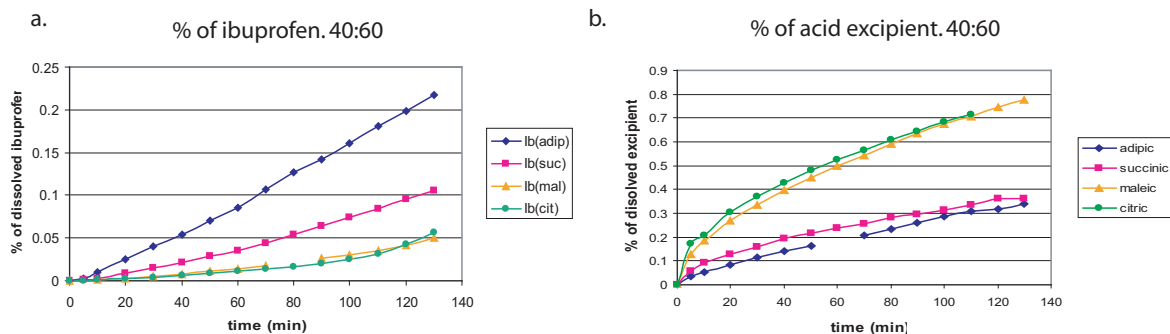 a.
% of ibuprofen. 40:60
% of dissolved ibuprofer
0.25
0.2
0.15
0.1
0.05
0
0 20 40 60 80 100 120 140
time (min)
Ib(adip)
Ib(suc)
Ib(mal)
Ib(cit)
b.
% of acid excipient. 40:60
% of disolved excipient
0.9
0.8
0.7
0.6
0.5
0.4
0.3
0.2
0.1
0
0 20 40 60 80 100 120 140
time (min)
adipic
succinic
maleic
citric